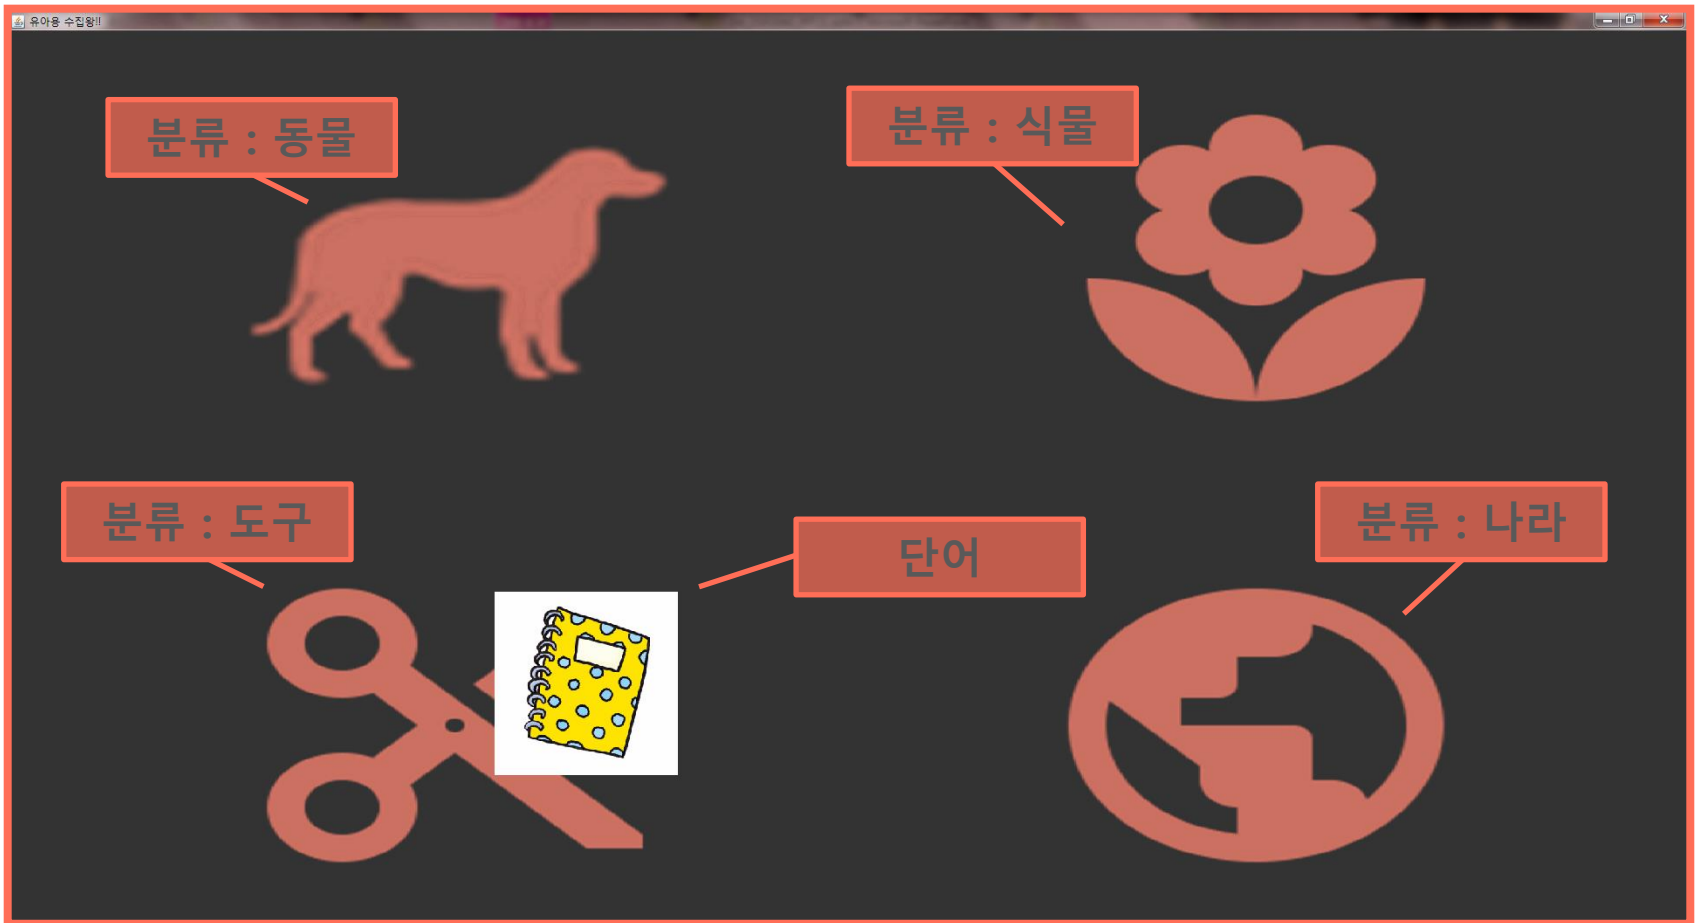 유아용 수집왕!!
분류 : 동물
분류 : 식물
분류 : 도구
단어
분류 : 나라